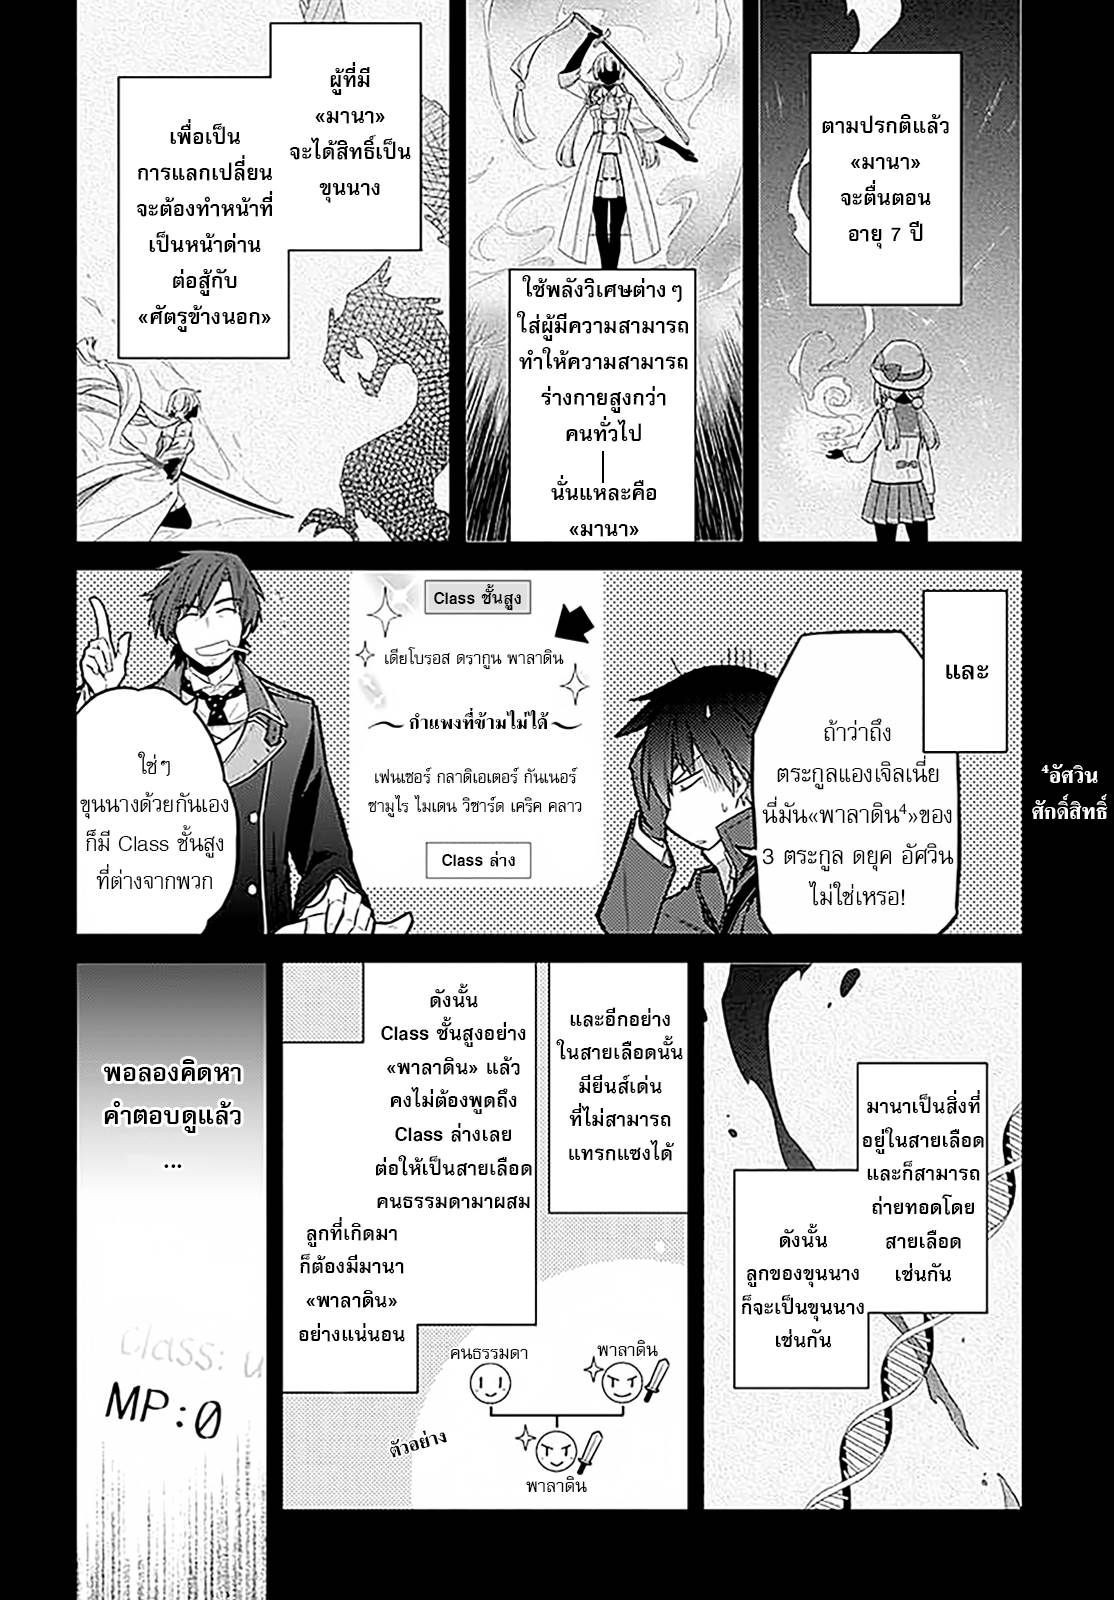 ตามปรกติแล้ว
«มานา»
จะตื่นตอน
อายุ 7 ปี
ใช้พลังวิเศษต่างๆ
ใส่ผู้มีความสามารถ
ทำให้ความสามารถ
ร่างกายสูงกว่า
คนทั่วไป
|
นั่นแหละคือ
«มานา»
ผู้ที่มี
«มานา»
จะได้สิทธิ์เป็น
ขุนนาง
เพื่อเป็น
การแลกเปลี่ยน
จะต้องทำหน้าที่
เป็นหน้าด่าน
ต่อสู้กับ
«ศัตรูข้างนอก»
และ
ถ้าว่าถึง
ตระกูลแองเจิลเนี่ย
นี่มัน«พาลาดิน⁴»ของ
3 ตระกูล ดยุค อัศวิน
ไม่ใช่เหรอ!
⁴อัศวิน
ศักดิ์สิทธิ์
Class ชั้นสูง
เดียโบรอส ดรากูน พาลาดิน
～ กำแพงที่ข้ามไม่ได้ ～
เฟนเซอร์ กลาดิเอเตอร์ กันเนอร์
ซามูไร ไมเดน วิซาร์ด เคริค คลาว
Class ล่าง
ใช่ๆ
ขุนนางด้วยกันเอง
ก็มี Class ชั้นสูง
ที่ต่างจากพวก
มานาเป็นสิ่งที่
อยู่ในสายเลือด
และก็สามารถ
ถ่ายทอดโดย
สายเลือด
เช่นกัน
ดังนั้น
ลูกของขุนนาง
ก็จะเป็นขุนนาง
เช่นกัน
และอีกอย่าง
ในสายเลือดนั้น
มียีนส์เด่น
ที่ไม่สามารถ
แทรกแซงได้
ดังนั้น
Class ชั้นสูงอย่าง
«พาลาดิน» แล้ว
คงไม่ต้องพูดถึง
Class ล่างเลย
ต่อให้เป็นสายเลือด
คนธรรมดามาผสม
ลูกที่เกิดมา
ก็ต้องมีมานา
«พาลาดิน»
อย่างแน่นอน
คนธรรมดา
พาลาดิน
ตัวอย่าง
พาลาดิน
พอลองคิดหา
คำตอบดูแล้ว
...
Class: u
MP:0